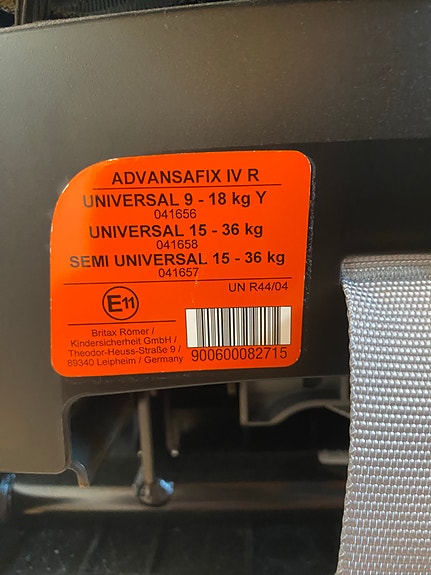 ADVANSAFIX IV R
UNIVERSAL 9 - 18 kg Y
041656
UNIVERSAL 15 - 36 kg
041658
SEMI UNIVERSAL 15 - 36 kg
041657
UN R44/04
E11
Britax Römer /
Kindersicherheit GmbH /
Theodor-Heuss-Straße 9 /
89340 Leipheim / Germany
900600082715